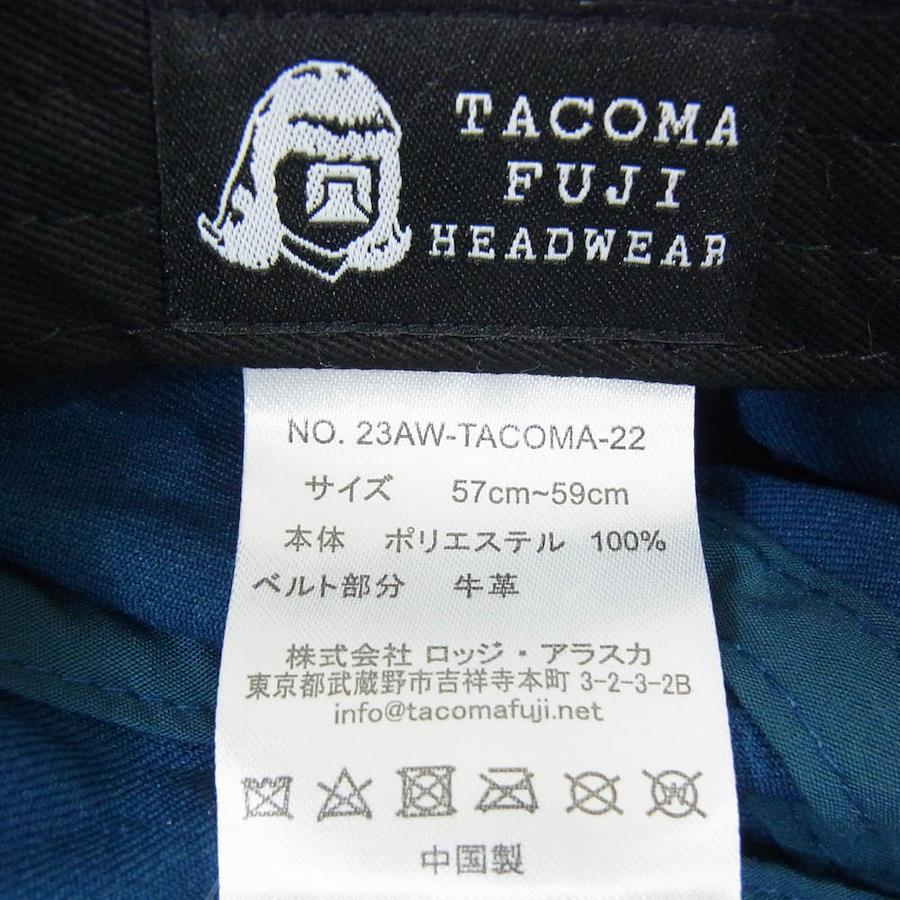 TACOMA
FUJI
HEADWEAR
NO. 23AW-TACOMA-22
サイズ 57cm~59cm
本体 ポリエステル 100%
ベルト部分 牛革
株式会社 ロッジ・アラスカ
東京都武蔵野市吉祥寺本町 3-2-3-2B
info@tacomafuji.net
中国製